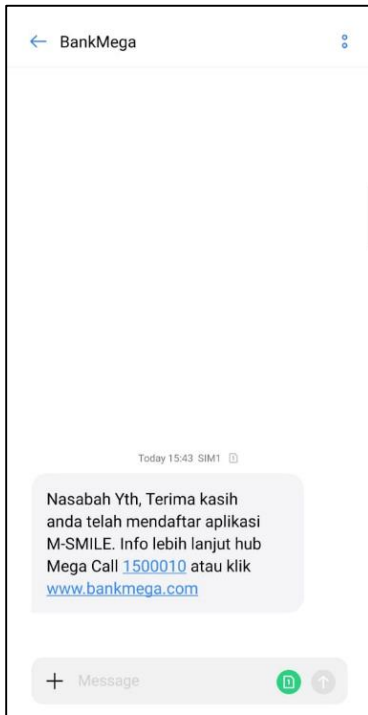 BankMega
Today 15:43 SIM1
Nasabah Yth, Terima kasih
anda telah mendaftar aplikasi
M-SMILE. Info lebih lanjut hub
Mega Call 1500010 atau klik
www.bankmega.com
Message